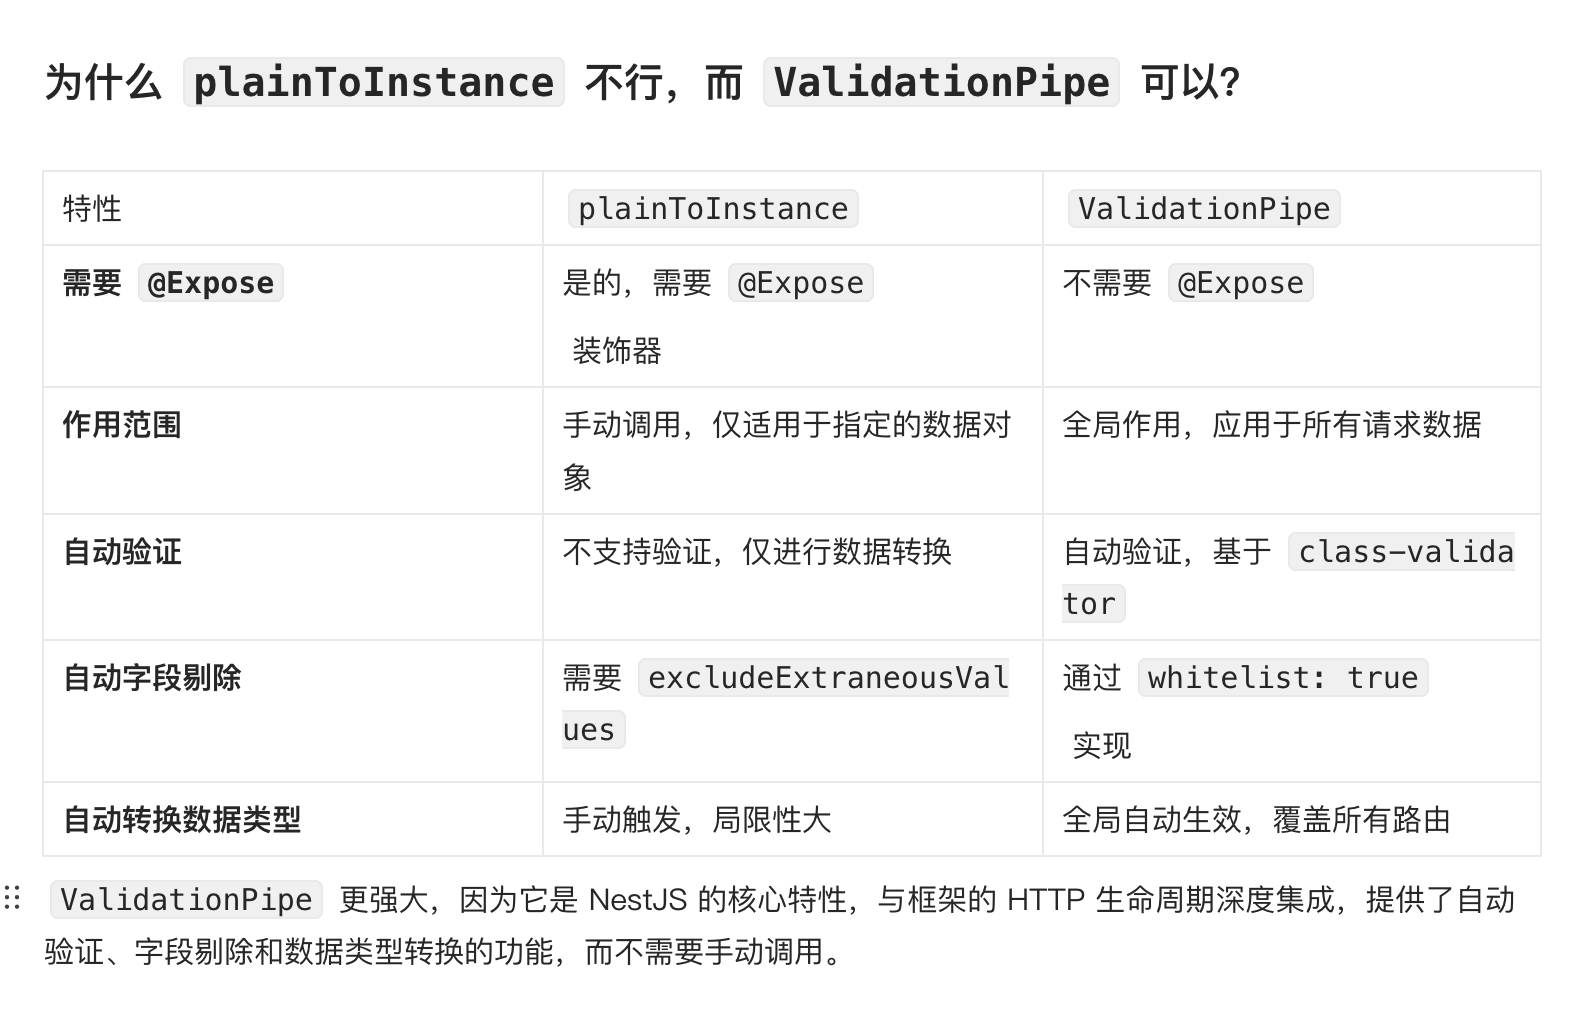 为什么 plainToInstance 不行，而 ValidationPipe 可以？
特性
plainToInstance
ValidationPipe
需要 @Expose
是的，需要 @Expose
装饰器
不需要 @Expose
作用范围
手动调用，仅适用于指定的数据对
象
全局作用，应用于所有请求数据
自动验证
不支持验证，仅进行数据转换
自动验证，基于 class-valida
tor
自动字段剔除
需要 excludeExtraneousVal
ues
通过 whitelist: true
实现
自动转换数据类型
手动触发，局限性大
全局自动生效，覆盖所有路由
ValidationPipe 更强大，因为它是 NestJS 的核心特性，与框架的 HTTP 生命周期深度集成，提供了自动
验证、字段剔除和数据类型转换的功能，而不需要手动调用。